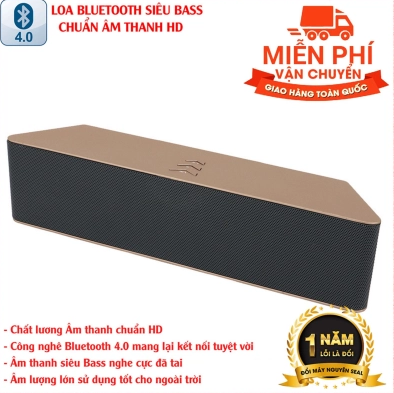 LOA BLUETOOTH SIÊU BASS
CHUẨN ÂM THANH HD
4.0
MIỄN PHÍ
VẬN CHUYỂN
GIAO HÀNG TOÀN QUỐC
- Chất lương Âm thanh chuẩn HD
- Công nghê Bluetooth 4.0 mang lại kết nối tuyệt vời
- Âm thanh siêu Bass nghe cực đã tai
- Âm lượng lớn sử dụng tốt cho ngoài trời
1 NĂM
LỖI LÀ ĐỔI
ĐỔI MÁY NGUYÊN SEAL